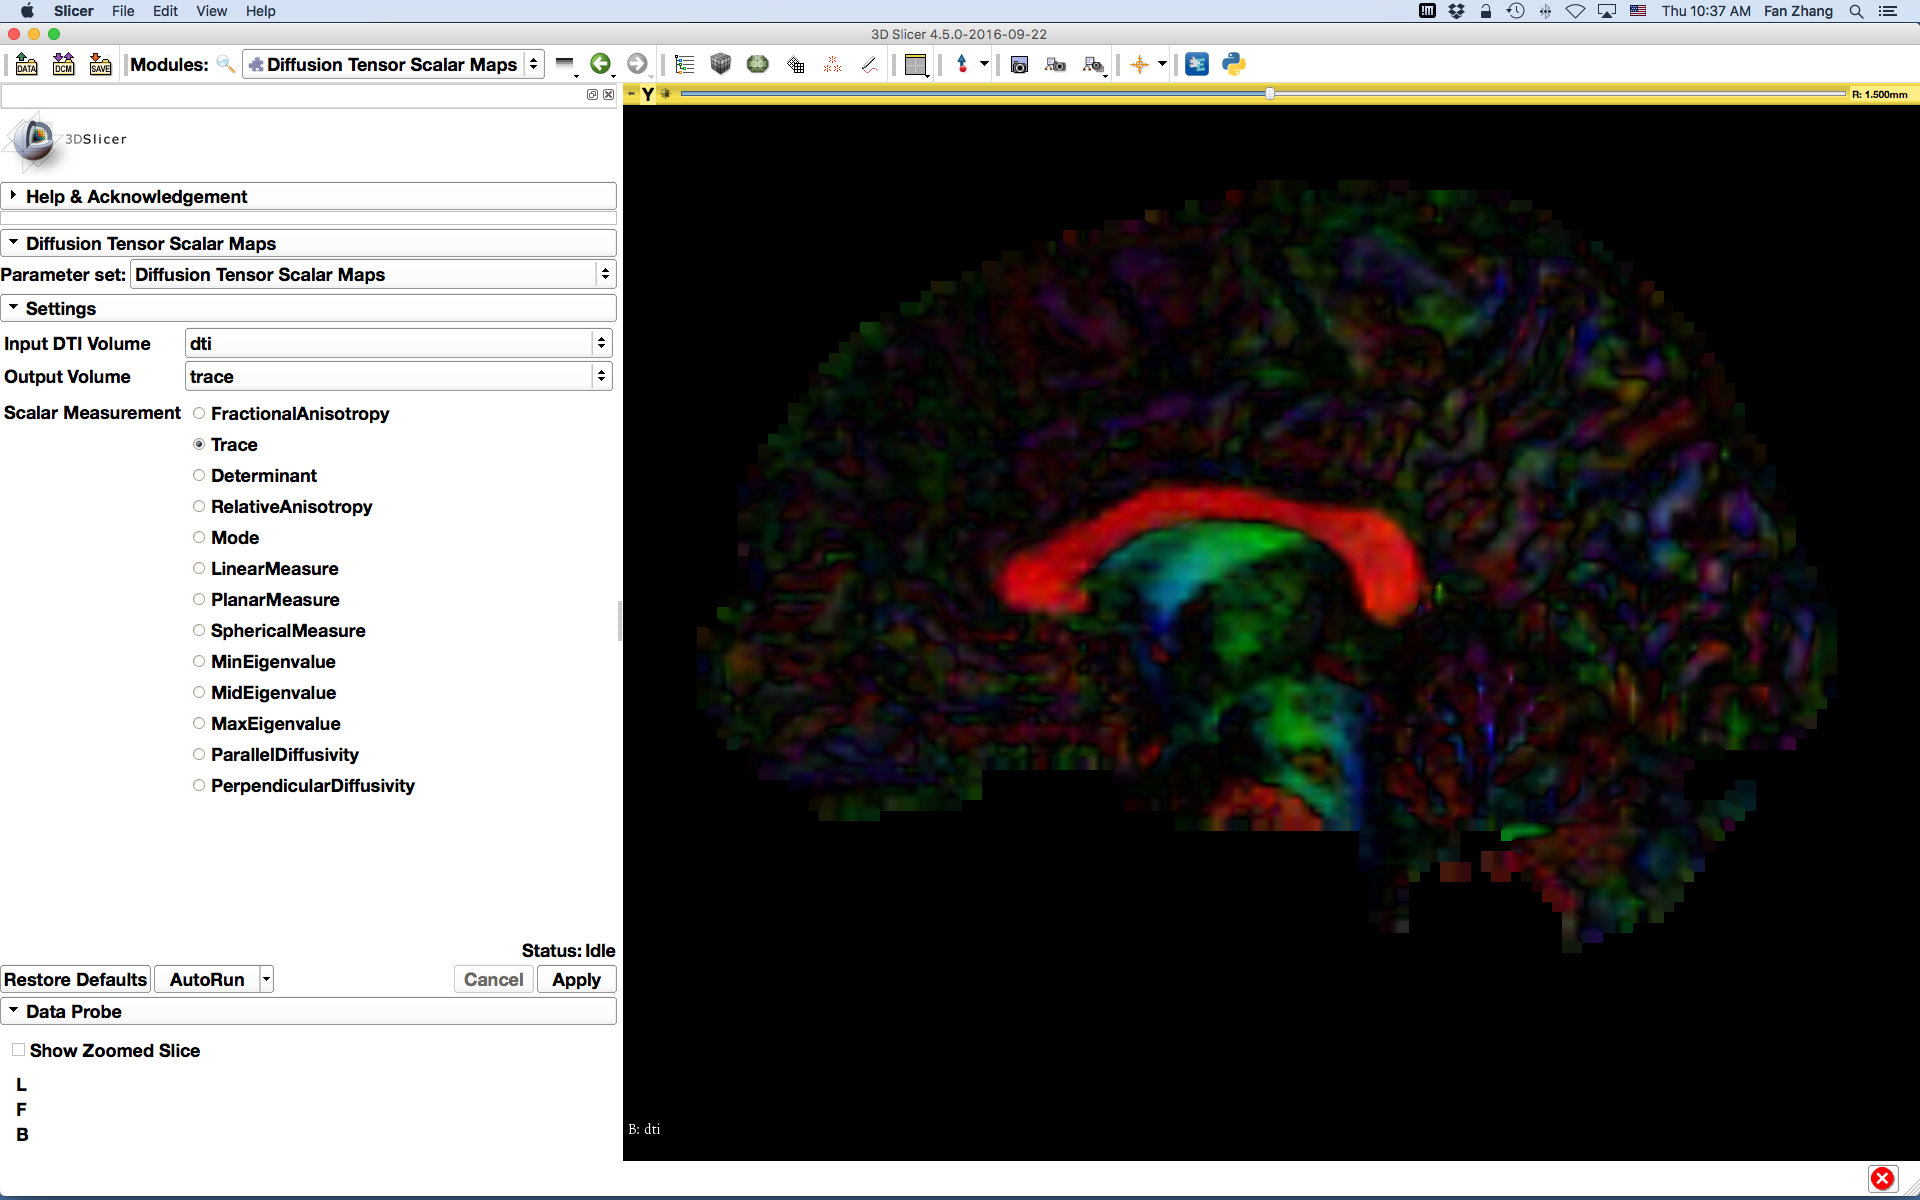 Slicer File Edit View Help Thu 10:37 AM Fan Zhang
3D Slicer 4.5.0-2016-09-22
DATA DCM SAVE Modules: Diffusion Tensor Scalar Maps
Y R: 1.500mm
3DSlicer
Help & Acknowledgement
Diffusion Tensor Scalar Maps
Parameter set: Diffusion Tensor Scalar Maps
Settings
Input DTI Volume dti
Output Volume trace
Scalar Measurement FractionalAnisotropy
Trace
Determinant
RelativeAnisotropy
Mode
LinearMeasure
PlanarMeasure
SphericalMeasure
MinEigenvalue
MidEigenvalue
MaxEigenvalue
ParallelDiffusivity
PerpendicularDiffusivity
Status: Idle
Restore Defaults AutoRun Cancel Apply
Data Probe
Show Zoomed Slice
L
F
B
B: dti